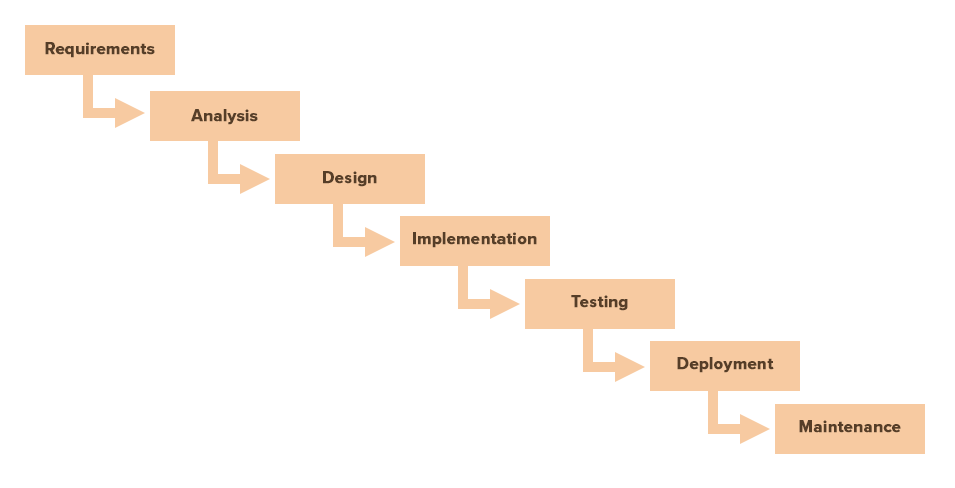 Requirements
Analysis
Design
Implementation
Testing
Deployment
Maintenance